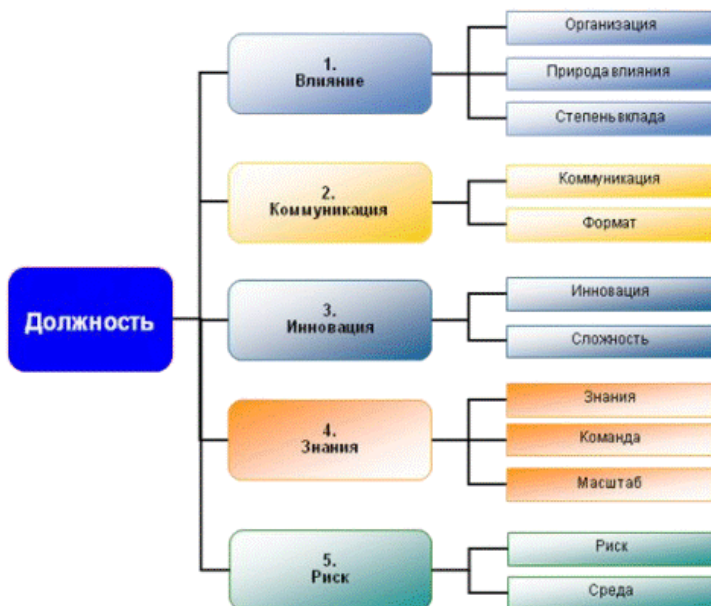 Должность
1.
Влияние
Организация
Природа влияния
Степень вклада
2.
Коммуникация
Коммуникация
Формат
3.
Инновация
Инновация
Сложность
4.
Знания
Знания
Команда
Масштаб
5.
Риск
Риск
Среда